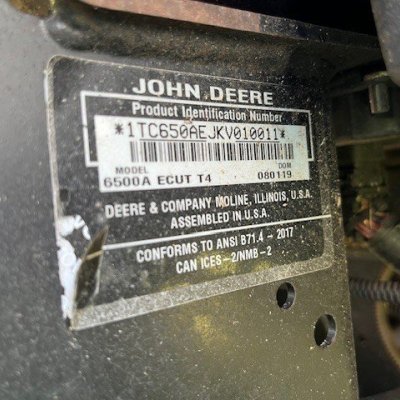 JOHN DEERE
Product Identification Number
*1TC650AEJKV010011*
MODEL DOM
6500A ECUT T4 080119
DEERE & COMPANY MOLINE, ILLINOIS, U.S.A.
ASSEMBLED IN U.S.A.
CONFORMS TO ANSI B71.4 - 2017
CAN ICES-2/NMB-2